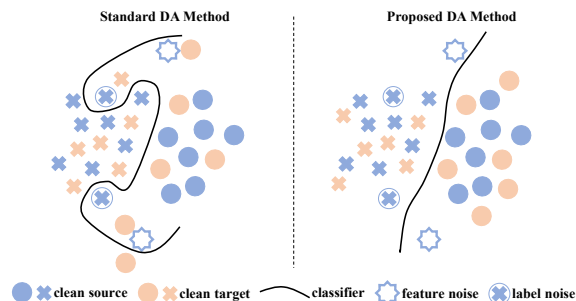 Standard DA Method
Proposed DA Method
clean source
clean target
classifier
feature noise
label noise